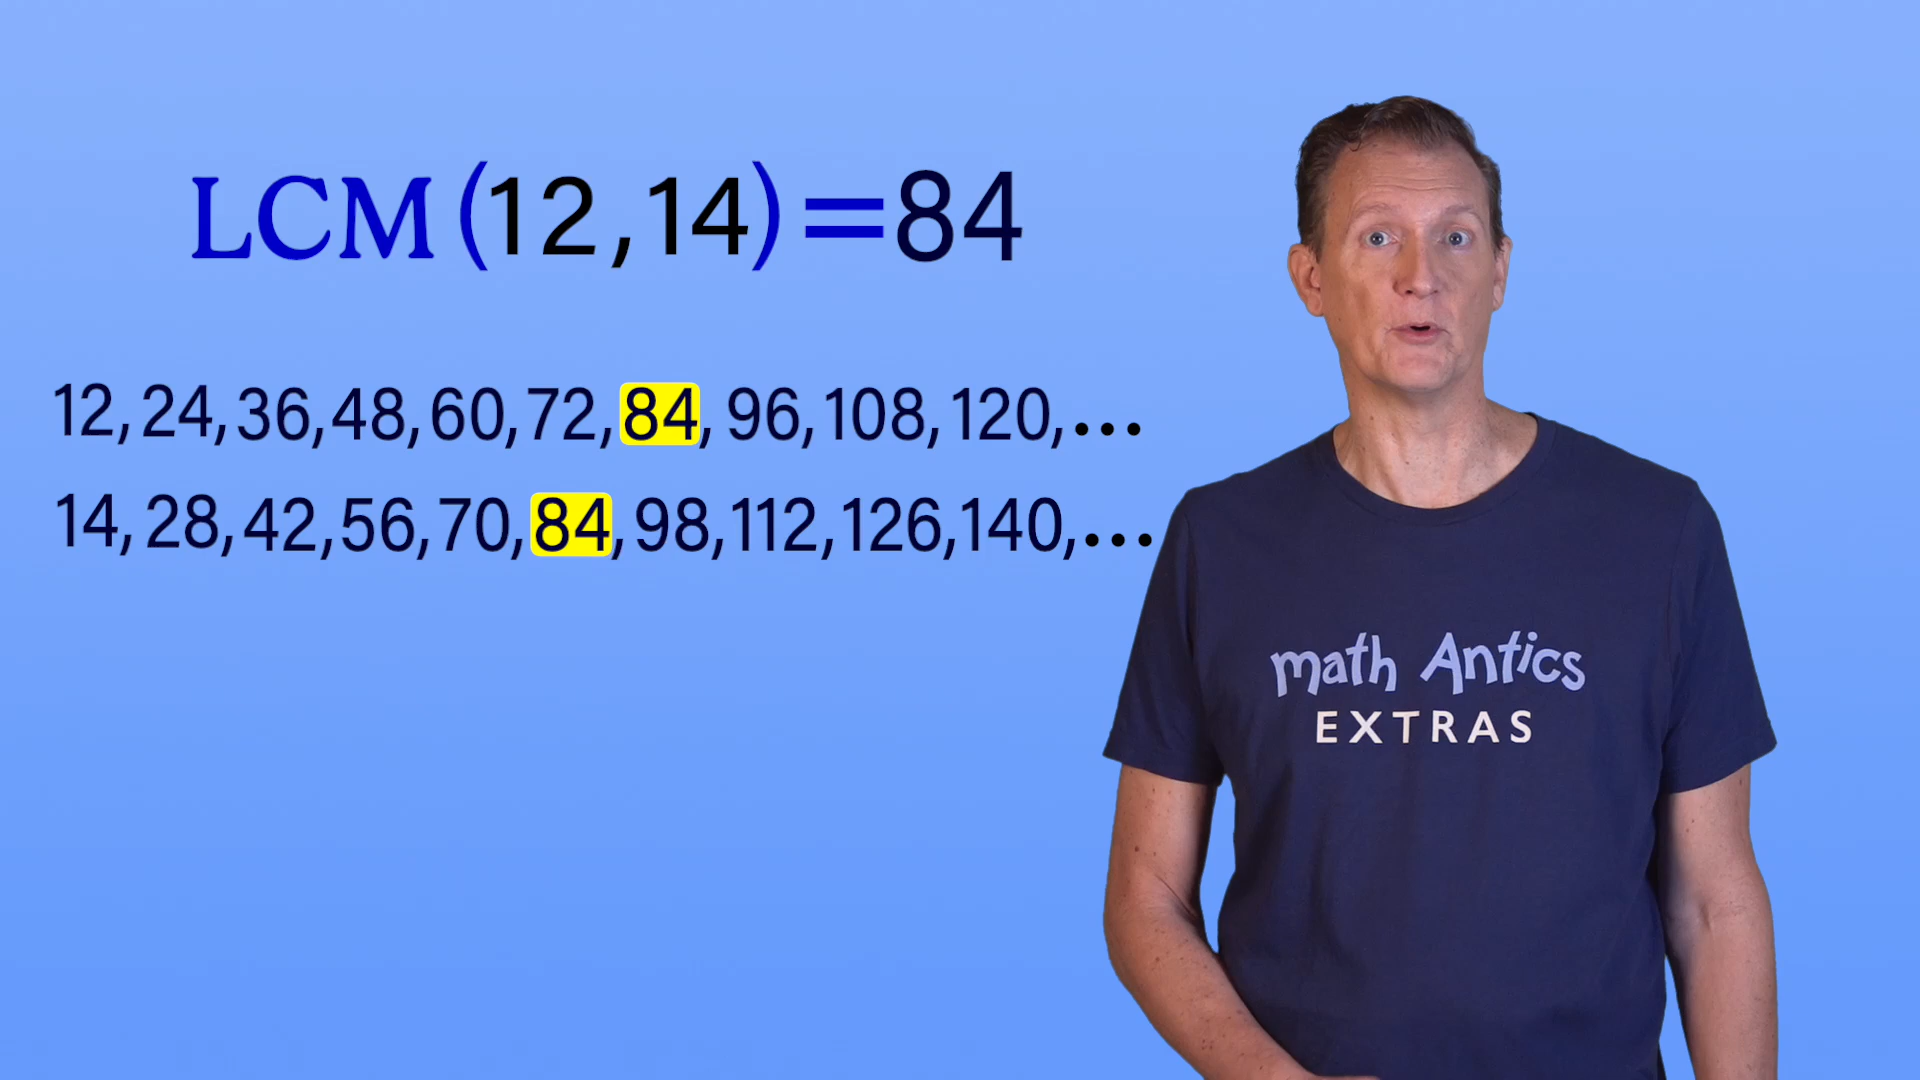 LCM(12,14)=84
12, 24, 36, 48, 60, 72, 84, 96, 108, 120, ...
14, 28, 42, 56, 70, 84, 98, 112, 126, 140, ...
math Antics
EXTRAS